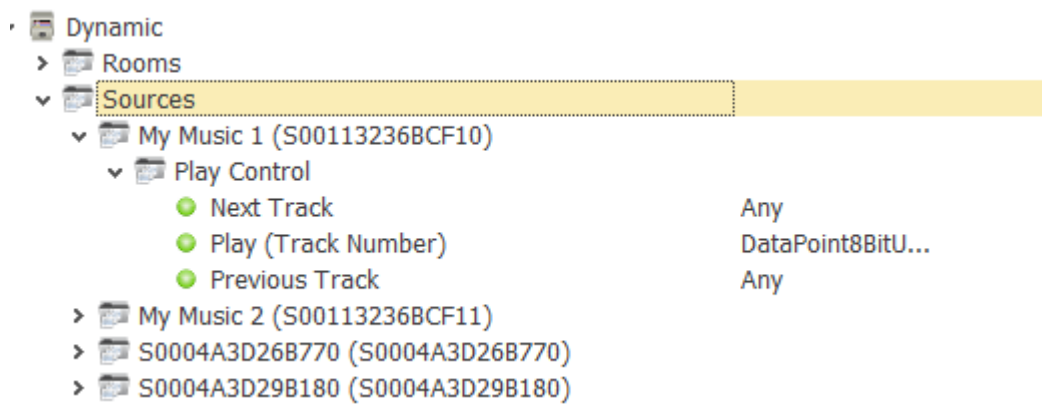 Dynamic
Rooms
Sources
My Music 1 (S00113236BCF10)
Play Control
Next Track Any
Play (Track Number) DataPoint8BitU...
Previous Track Any
My Music 2 (S00113236BCF11)
S0004A3D26B770 (S0004A3D26B770)
S0004A3D29B180 (S0004A3D29B180)